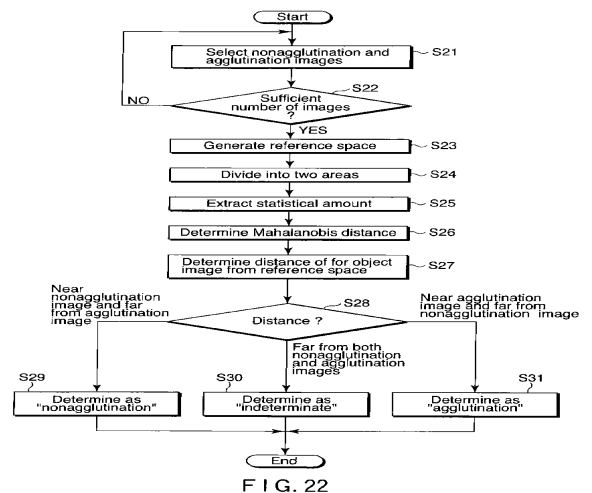 Start
Select nonagglutination and
agglutination images
S21
S22
NO
Sufficient
number of images
?
YES
Generate reference space
S23
Divide into two areas
S24
Extract statistical amount
S25
Determine Mahalanobis distance
S26
Determine distance of for object
image from reference space
S27
Near
nonagglutination
image and far
from agglutination
image
S28
Distance ?
Near agglutination
image and far from
nonagglutination image
Far from both
nonagglutination
and agglutination
images
S29
Determine as
"nonagglutination"
S30
Determine as
"indeterminate"
S31
Determine as
"agglutination"
End
FIG. 22